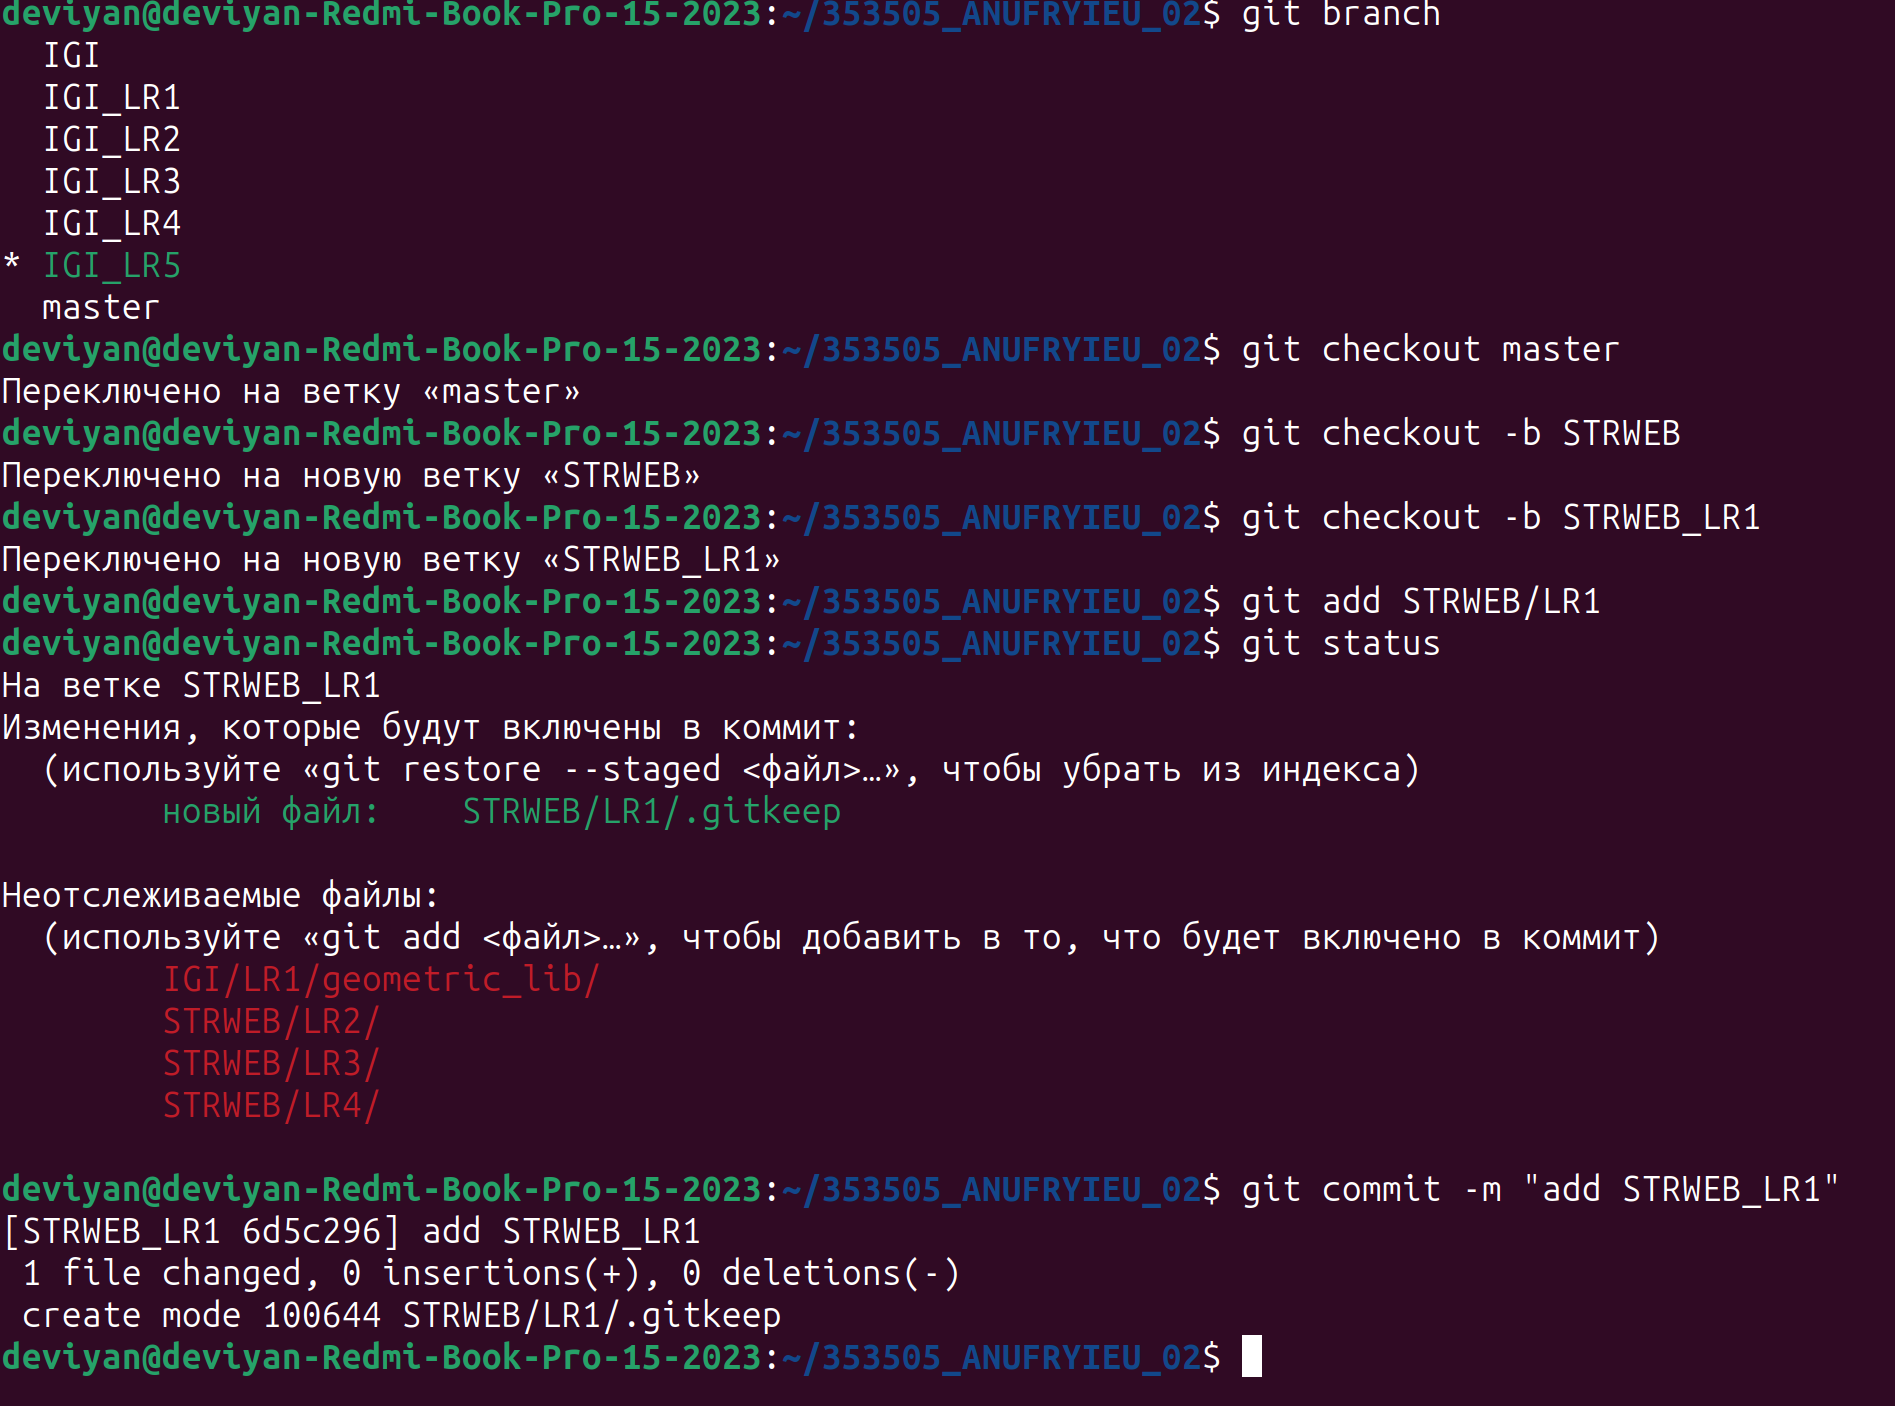 deviyan@deviyan-Redmi-Book-Pro-15-2023:~/353505_ANUFRYIEU_02$ git branch
  IGI
  IGI_LR1
  IGI_LR2
  IGI_LR3
  IGI_LR4
* IGI_LR5
  master
deviyan@deviyan-Redmi-Book-Pro-15-2023:~/353505_ANUFRYIEU_02$ git checkout master
Переключено на ветку «master»
deviyan@deviyan-Redmi-Book-Pro-15-2023:~/353505_ANUFRYIEU_02$ git checkout -b STRWEB
Переключено на новую ветку «STRWEB»
deviyan@deviyan-Redmi-Book-Pro-15-2023:~/353505_ANUFRYIEU_02$ git checkout -b STRWEB_LR1
Переключено на новую ветку «STRWEB_LR1»
deviyan@deviyan-Redmi-Book-Pro-15-2023:~/353505_ANUFRYIEU_02$ git add STRWEB/LR1
deviyan@deviyan-Redmi-Book-Pro-15-2023:~/353505_ANUFRYIEU_02$ git status
На ветке STRWEB_LR1
Изменения, которые будут включены в коммит:
  (используйте «git restore --staged <файл>…», чтобы убрать из индекса)
        новый файл:    STRWEB/LR1/.gitkeep

Неотслеживаемые файлы:
  (используйте «git add <файл>…», чтобы добавить в то, что будет включено в коммит)
        IGI/LR1/geometric_lib/
        STRWEB/LR2/
        STRWEB/LR3/
        STRWEB/LR4/

deviyan@deviyan-Redmi-Book-Pro-15-2023:~/353505_ANUFRYIEU_02$ git commit -m "add STRWEB_LR1"
[STRWEB_LR1 6d5c296] add STRWEB_LR1
 1 file changed, 0 insertions(+), 0 deletions(-)
 create mode 100644 STRWEB/LR1/.gitkeep
deviyan@deviyan-Redmi-Book-Pro-15-2023:~/353505_ANUFRYIEU_02$